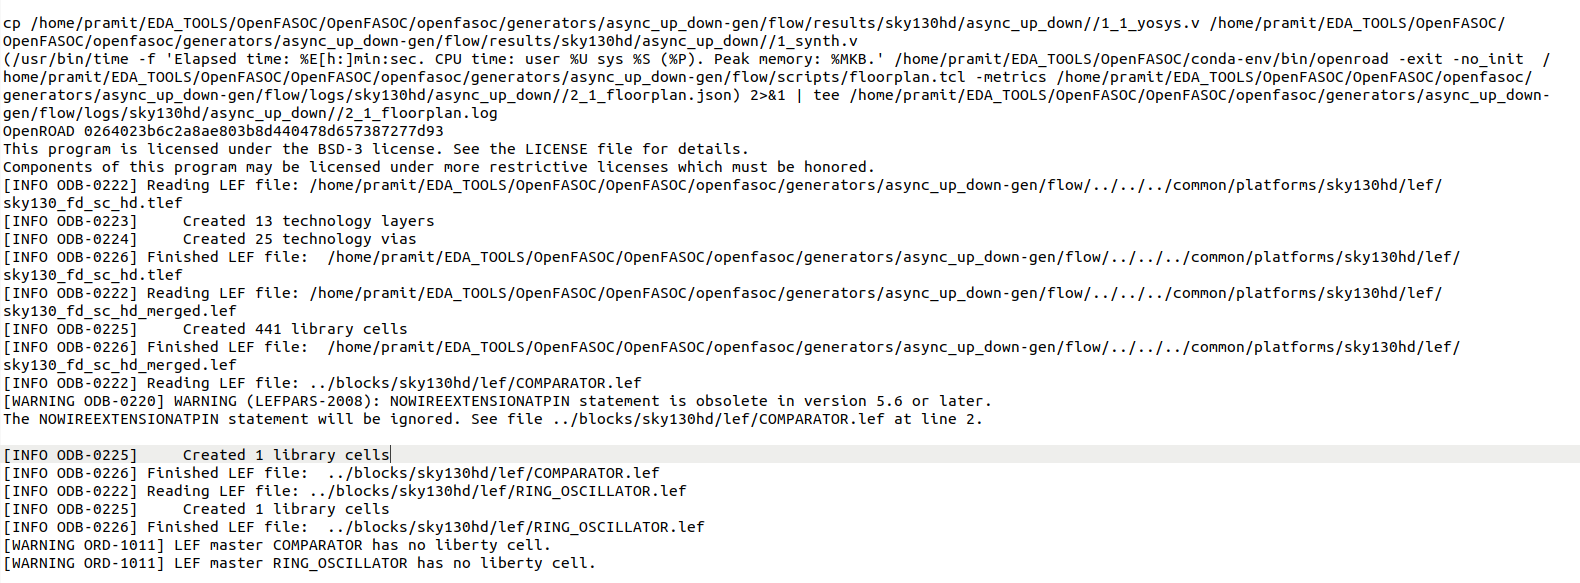 cp /home/pramit/EDA_TOOLS/OpenFASOC/OpenFASOC/openfasoc/generators/async_up_down-gen/flow/results/sky130hd/async_up_down//1_1_yosys.v /home/pramit/EDA_TOOLS/OpenFASOC/
OpenFASOC/openfasoc/generators/async_up_down-gen/flow/results/sky130hd/async_up_down//1_synth.v
(/usr/bin/time -f 'Elapsed time: %E[h:]min:sec. CPU time: user %U sys %S (%P). Peak memory: %MKB.' /home/pramit/EDA_TOOLS/OpenFASOC/conda-env/bin/openroad -exit -no_init  /
home/pramit/EDA_TOOLS/OpenFASOC/OpenFASOC/openfasoc/generators/async_up_down-gen/flow/scripts/floorplan.tcl -metrics /home/pramit/EDA_TOOLS/OpenFASOC/OpenFASOC/openfasoc/
generators/async_up_down-gen/flow/logs/sky130hd/async_up_down//2_1_floorplan.json) 2>&1 | tee /home/pramit/EDA_TOOLS/OpenFASOC/OpenFASOC/openfasoc/generators/async_up_down-
gen/flow/logs/sky130hd/async_up_down//2_1_floorplan.log
OpenROAD 0264023b6c2a8ae803b8d440478d657387277d93
This program is licensed under the BSD-3 license. See the LICENSE file for details.
Components of this program may be licensed under more restrictive licenses which must be honored.
[INFO ODB-0222] Reading LEF file: /home/pramit/EDA_TOOLS/OpenFASOC/OpenFASOC/openfasoc/generators/async_up_down-gen/flow/../../../common/platforms/sky130hd/lef/
sky130_fd_sc_hd.tlef
[INFO ODB-0223]     Created 13 technology layers
[INFO ODB-0224]     Created 25 technology vias
[INFO ODB-0226] Finished LEF file:  /home/pramit/EDA_TOOLS/OpenFASOC/OpenFASOC/openfasoc/generators/async_up_down-gen/flow/../../../common/platforms/sky130hd/lef/
sky130_fd_sc_hd.tlef
[INFO ODB-0222] Reading LEF file: /home/pramit/EDA_TOOLS/OpenFASOC/OpenFASOC/openfasoc/generators/async_up_down-gen/flow/../../../common/platforms/sky130hd/lef/
sky130_fd_sc_hd_merged.lef
[INFO ODB-0225]     Created 441 library cells
[INFO ODB-0226] Finished LEF file:  /home/pramit/EDA_TOOLS/OpenFASOC/OpenFASOC/openfasoc/generators/async_up_down-gen/flow/../../../common/platforms/sky130hd/lef/
sky130_fd_sc_hd_merged.lef
[INFO ODB-0222] Reading LEF file: ../blocks/sky130hd/lef/COMPARATOR.lef
[WARNING ODB-0220] WARNING (LEFPARS-2008): NOWIREEXTENSIONATPIN statement is obsolete in version 5.6 or later.
The NOWIREEXTENSIONATPIN statement will be ignored. See file ../blocks/sky130hd/lef/COMPARATOR.lef at line 2.
[INFO ODB-0225]     Created 1 library cells
[INFO ODB-0226] Finished LEF file:  ../blocks/sky130hd/lef/COMPARATOR.lef
[INFO ODB-0222] Reading LEF file: ../blocks/sky130hd/lef/RING_OSCILLATOR.lef
[INFO ODB-0225]     Created 1 library cells
[INFO ODB-0226] Finished LEF file:  ../blocks/sky130hd/lef/RING_OSCILLATOR.lef
[WARNING ORD-1011] LEF master COMPARATOR has no liberty cell.
[WARNING ORD-1011] LEF master RING_OSCILLATOR has no liberty cell.